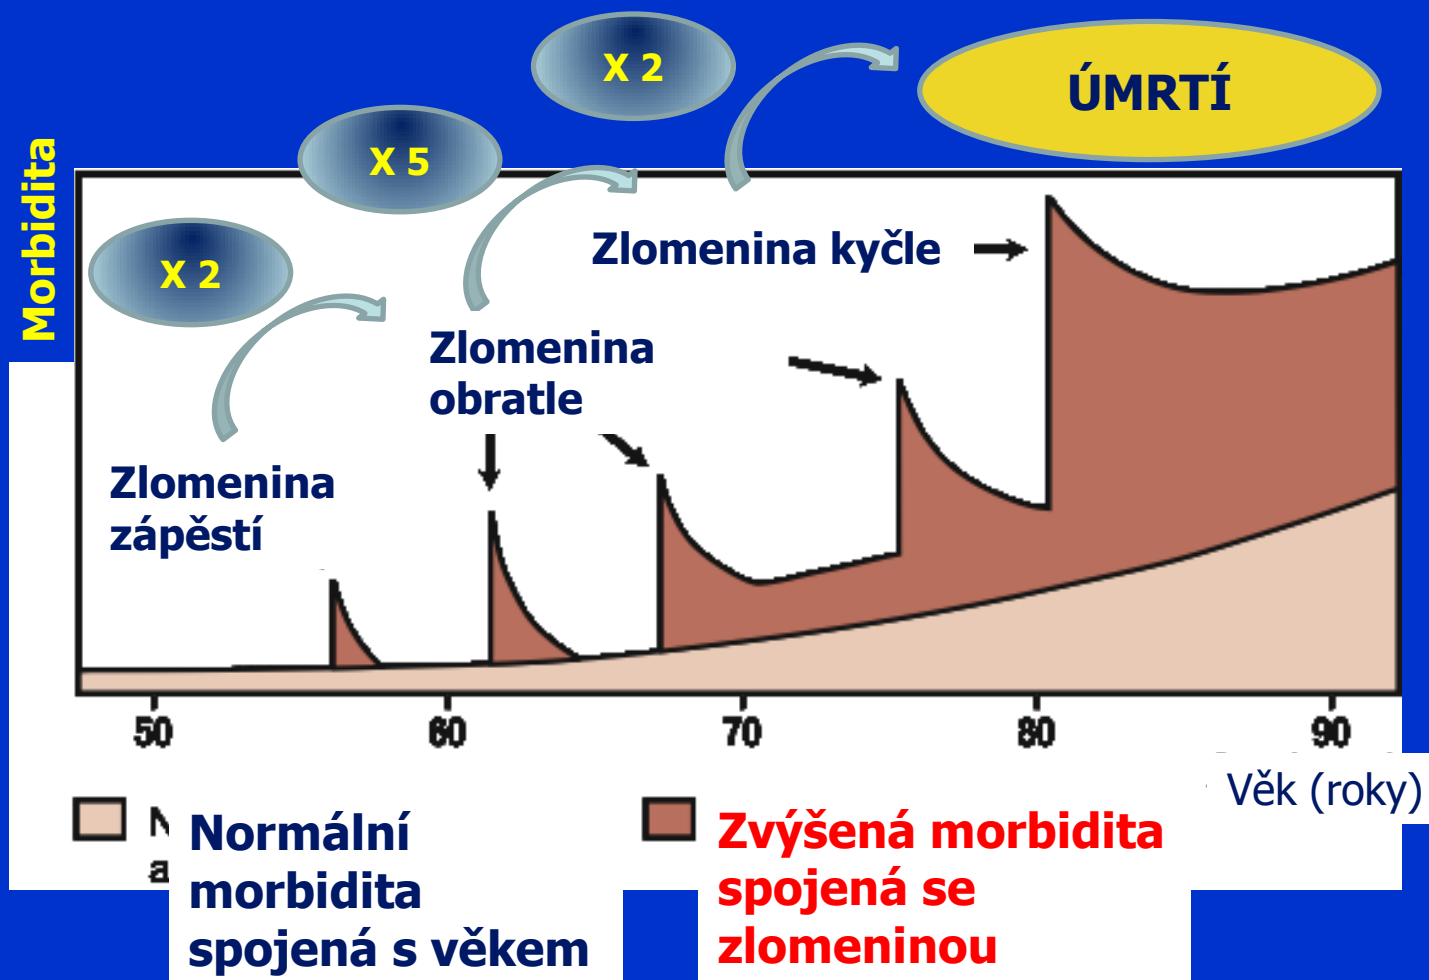 X 2
ÚMRTÍ
X 5
X 2
Morbidita
Zlomenina kyčle
Zlomenina
obratle
Zlomenina
zápěstí
50 60 70 80 90
Věk (roky)
Normální
morbidita
spojená s věkem
Zvýšená morbidita
spojená se
zlomeninou